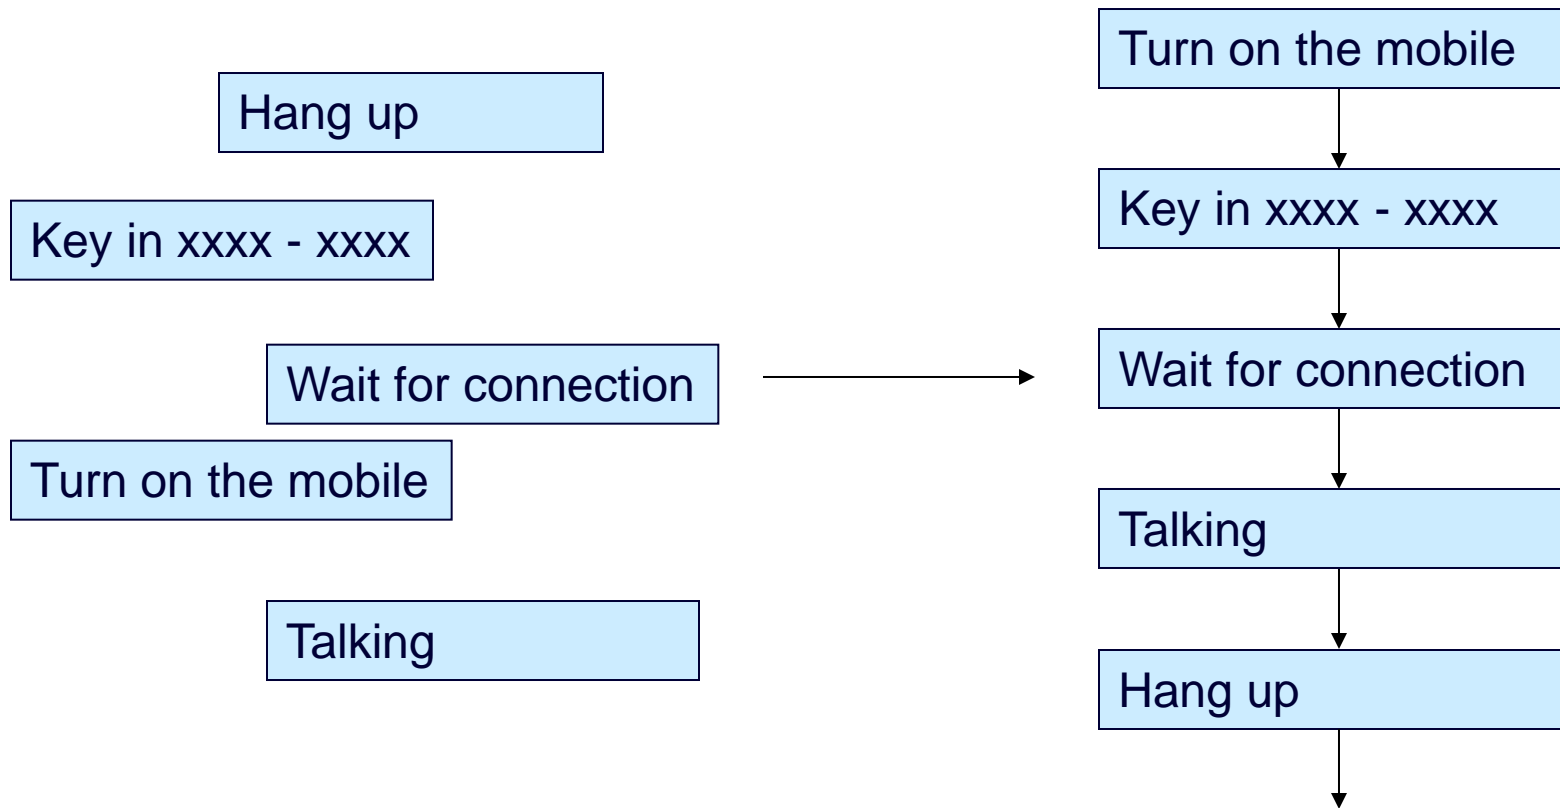 Hang up
Key in xxxx - xxxx
Wait for connection
Turn on the mobile
Talking
Turn on the mobile
Key in xxxx - xxxx
Wait for connection
Talking
Hang up